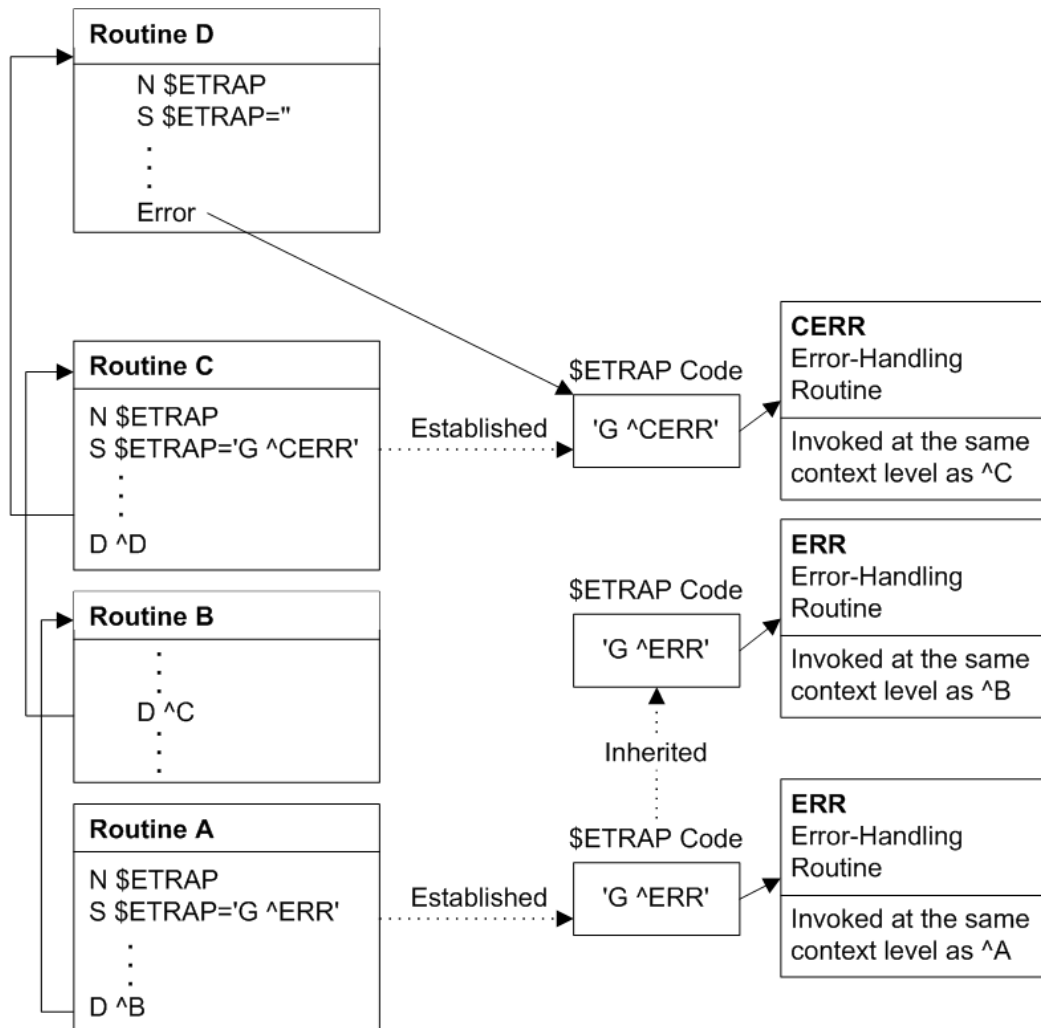 Routine D
N $ETRAP
S $ETRAP="
Error
Routine C
N $ETRAP
S $ETRAP='G ^CERR'
D ^D
Established
$ETRAP Code
'G ^CERR'
CERR
Error-Handling
Routine
Invoked at the same
context level as ^C
Routine B
D ^C
$ETRAP Code
'G ^ERR'
Inherited
ERR
Error-Handling
Routine
Invoked at the same
context level as ^B
Routine A
N $ETRAP
S $ETRAP='G ^ERR'
D ^B
Established
$ETRAP Code
'G ^ERR'
ERR
Error-Handling
Routine
Invoked at the same
context level as ^A